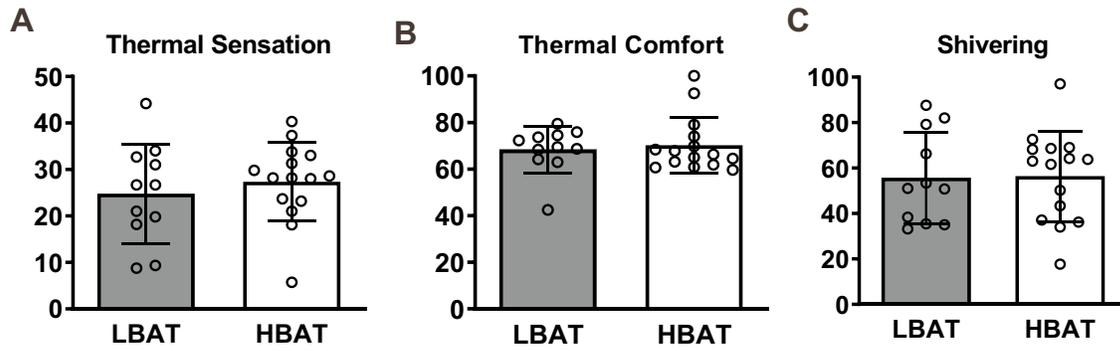 A
Thermal Sensation
50
40
30
20
10
0
LBAT HBAT
B
Thermal Comfort
100
80
60
40
20
0
LBAT HBAT
C
Shivering
100
80
60
40
20
0
LBAT HBAT